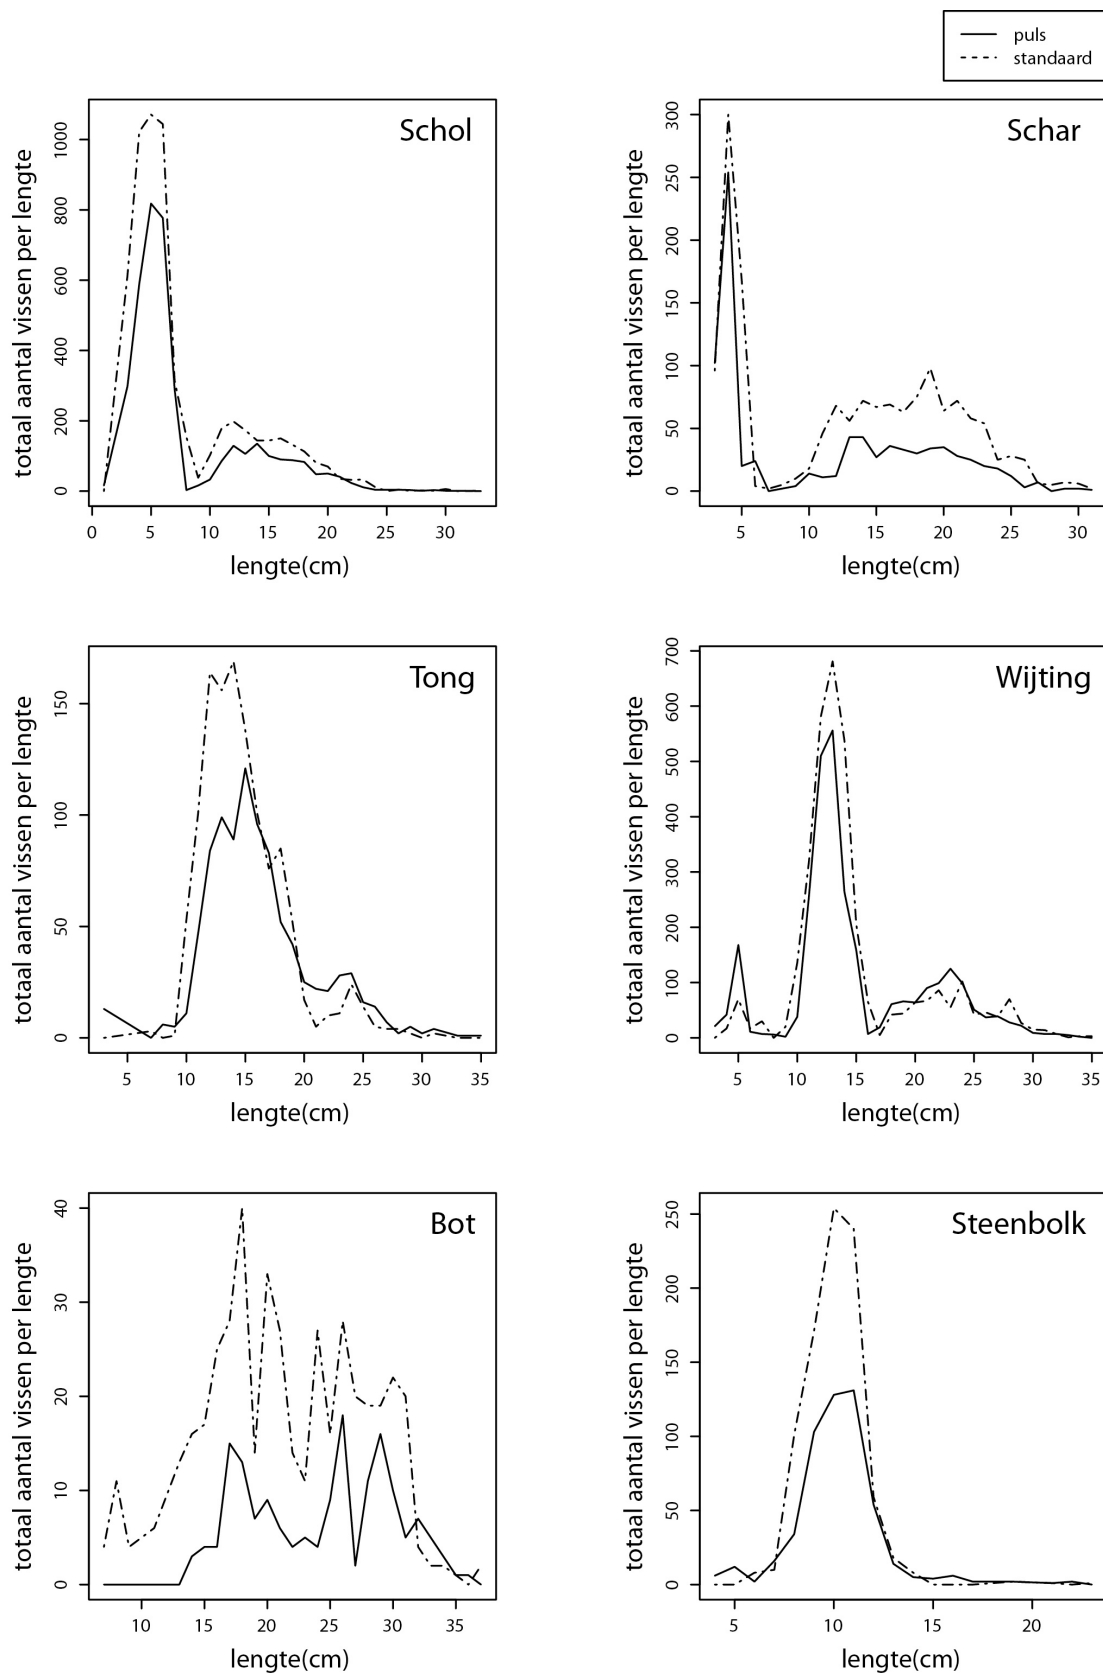 puls
standaard
Schol
totaal aantal vissen per lengte
0 200 400 600 800 1000
0 5 10 15 20 25 30
lengte(cm)
Schar
totaal aantal vissen per lengte
0 50 100 150 200 250 300
5 10 15 20 25 30
lengte(cm)
Tong
totaal aantal vissen per lengte
0 50 100 150
5 10 15 20 25 30 35
lengte(cm)
Wijting
totaal aantal vissen per lengte
0 100 200 300 400 500 600 700
5 10 15 20 25 30 35
lengte(cm)
Bot
totaal aantal vissen per lengte
0 10 20 30 40
10 15 20 25 30 35
lengte(cm)
Steenbolk
totaal aantal vissen per lengte
0 50 100 150 200 250
5 10 15 20
lengte(cm)